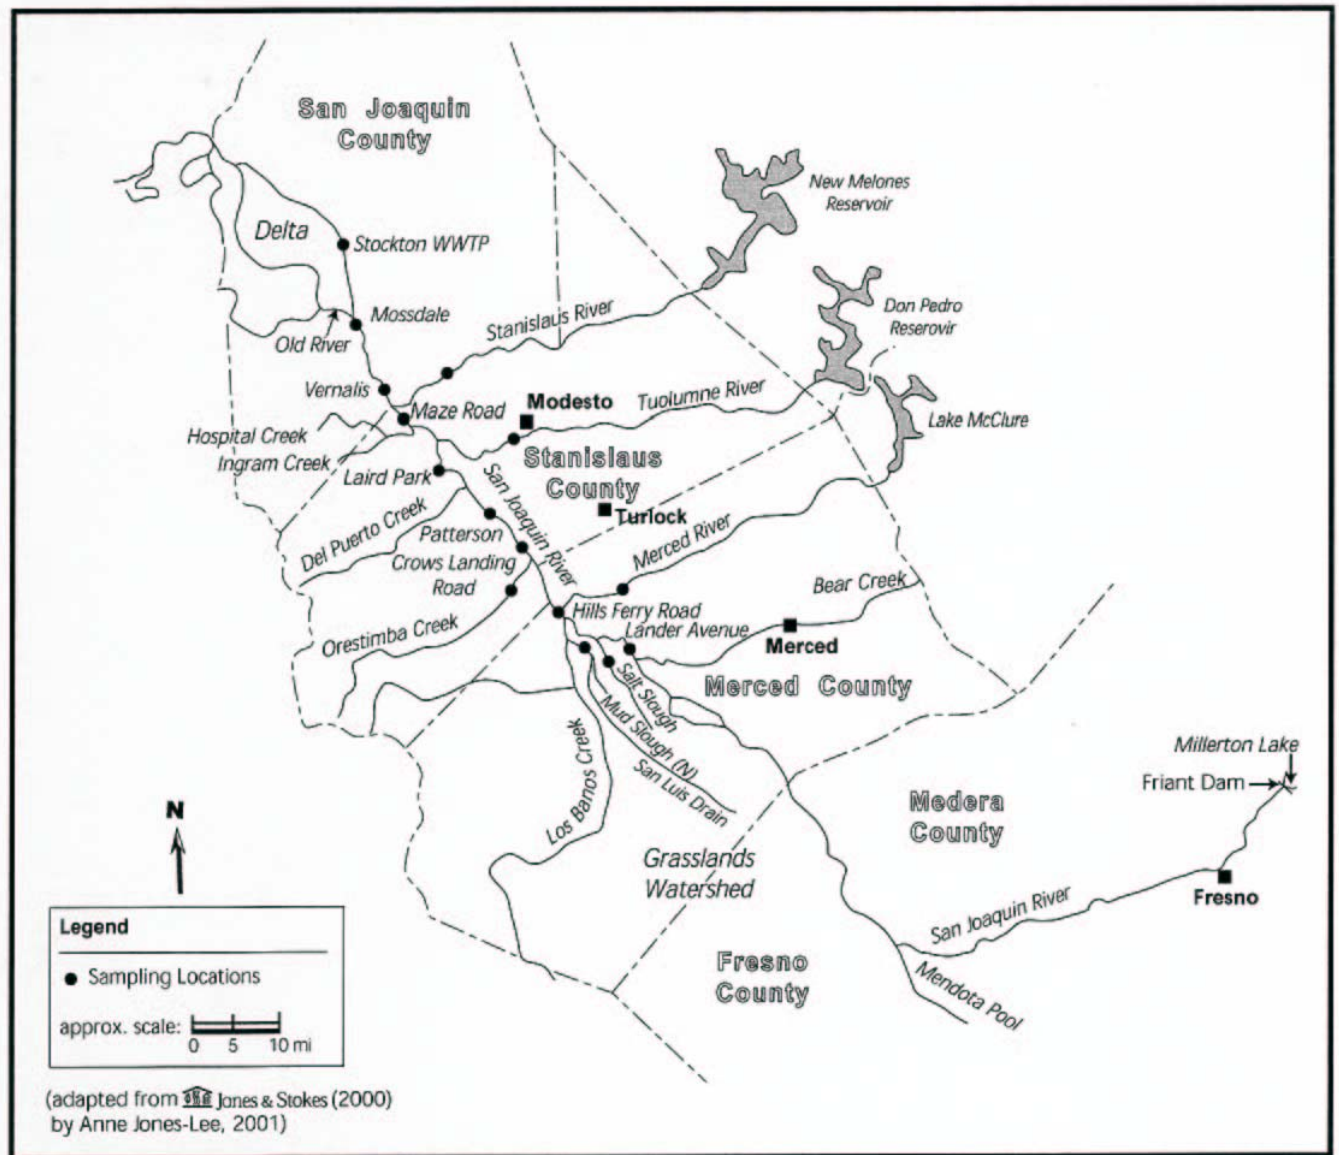 San Joaquin
County
New Melones
Reservoir
Delta
Stockton WWTP
Mossdale
Stanislaus River
Don Pedro
Reserovir
Old River
Vernalis
Modesto
Tuolumne River
Maze Road
Lake McClure
Hospital Creek
Ingram Creek
Stanislaus
County
Laird Park
San Joaquin River
Turlock
Del Puerto Creek
Patterson
Merced River
Crows Landing
Road
Bear Creek
Hills Ferry Road
Lander Avenue
Orestimba Creek
Merced
Salt Slough
Merced County
Mud Slough (N)
San Luis Drain
Los Banos Creek
Millerton Lake
Friant Dam
Medera
County
N
Grasslands
Watershed
Fresno
San Joaquin River
Fresno
County
Mendota Pool
Legend
Sampling Locations
approx. scale:
0 5 10 mi
(adapted from Jones & Stokes (2000)
by Anne Jones-Lee, 2001)